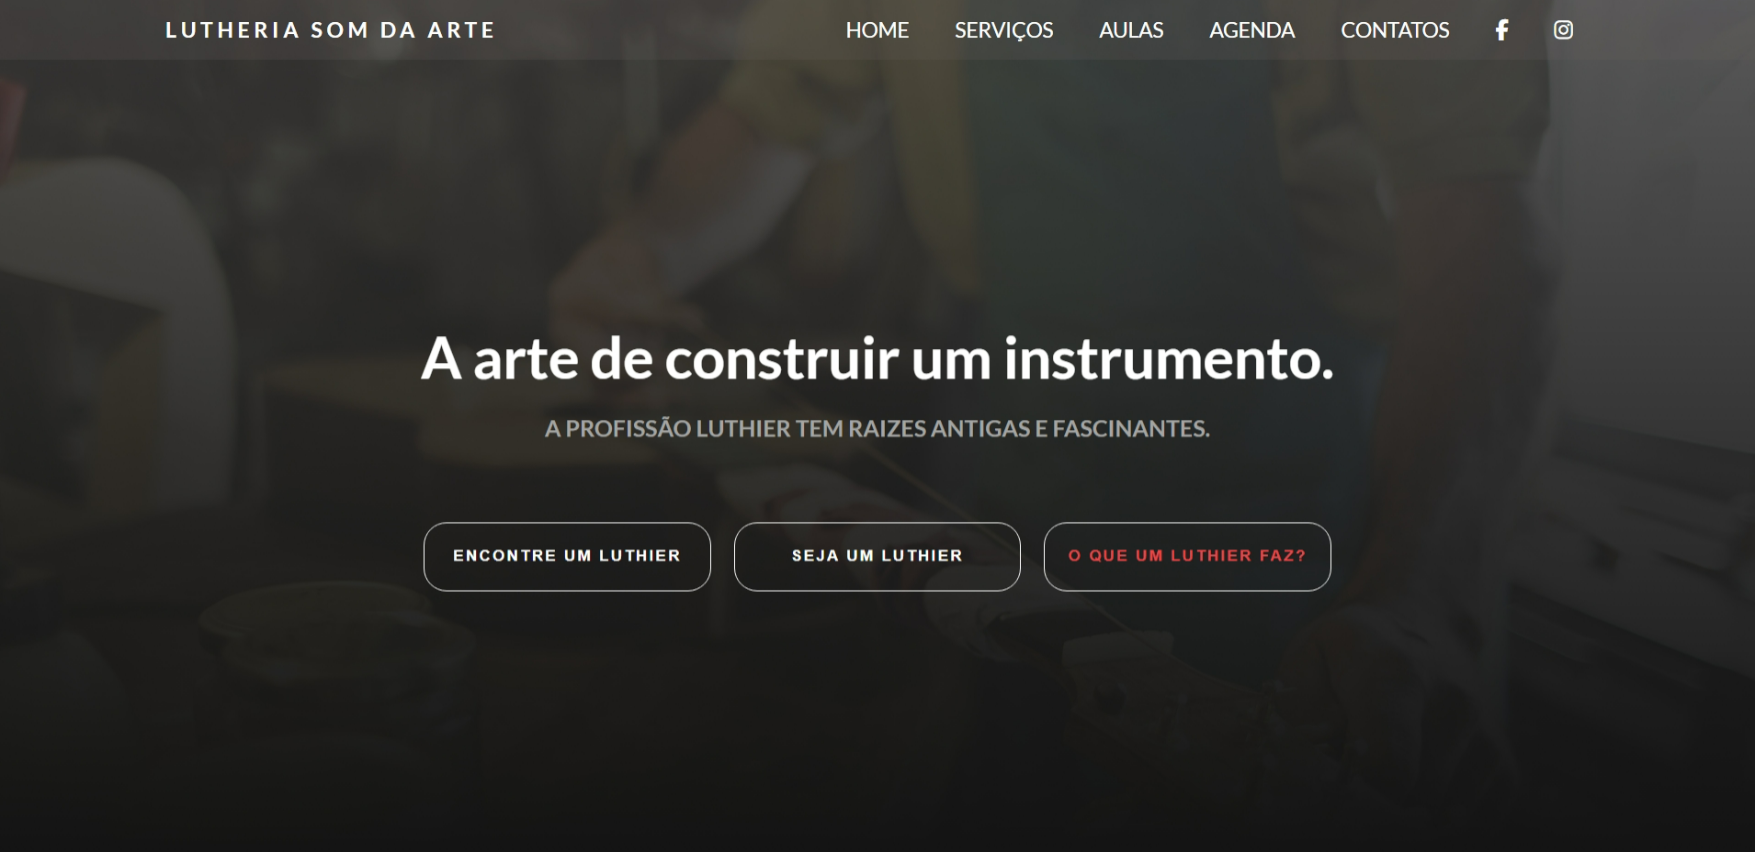 LUTHERIA SOM DA ARTE
HOME SERVIÇOS AULAS AGENDA CONTATOS
A arte de construir um instrumento.
A PROFISSÃO LUTHIER TEM RAIZES ANTIGAS E FASCINANTES.
ENCONTRE UM LUTHIER
SEJA UM LUTHIER
O QUE UM LUTHIER FAZ?